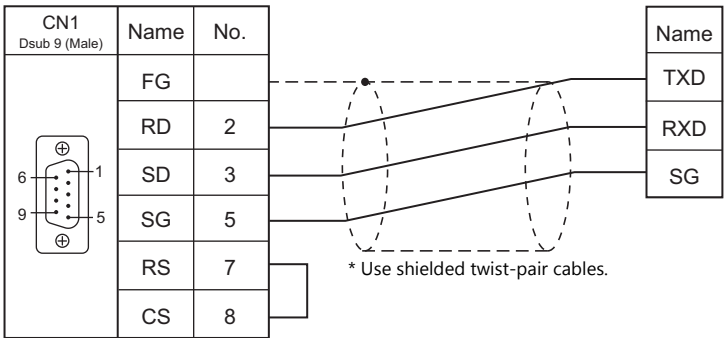 CN1
Dsub 9 (Male)
Name
No.
Name
FG
TXD
RD
2
RXD
SD
3
SG
SG
5
RS
7
CS
8
6
1
9
5
* Use shielded twist-pair cables.